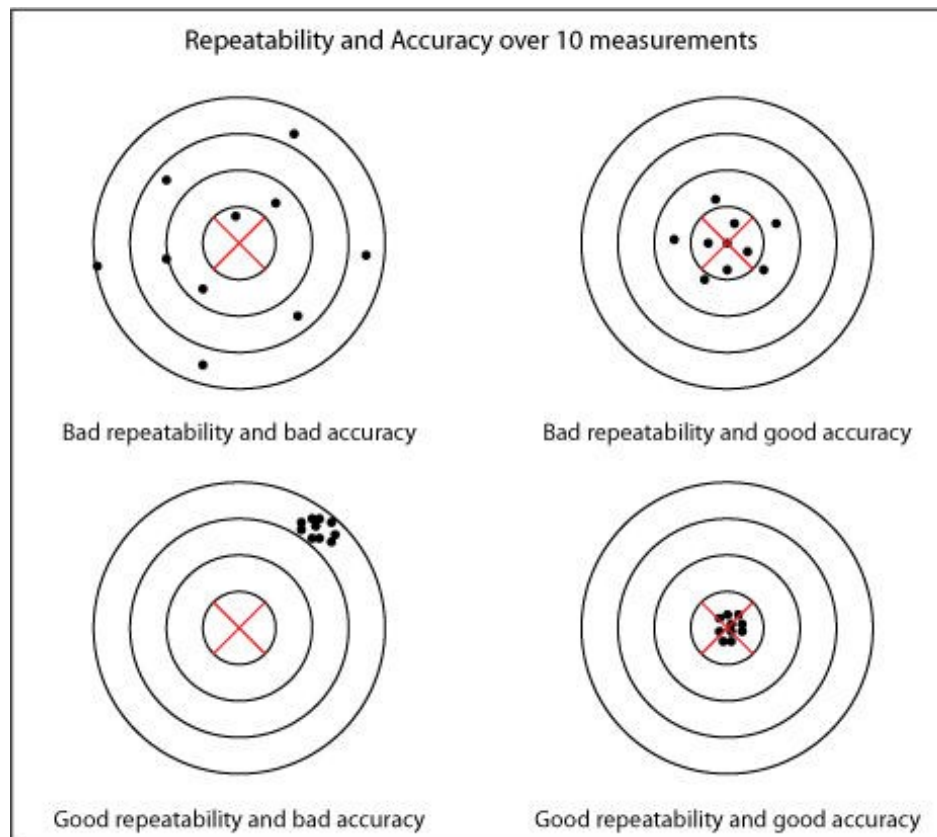 Repeatability and Accuracy over 10 measurements
Bad repeatability and bad accuracy
Bad repeatability and good accuracy
Good repeatability and bad accuracy
Good repeatability and good accuracy